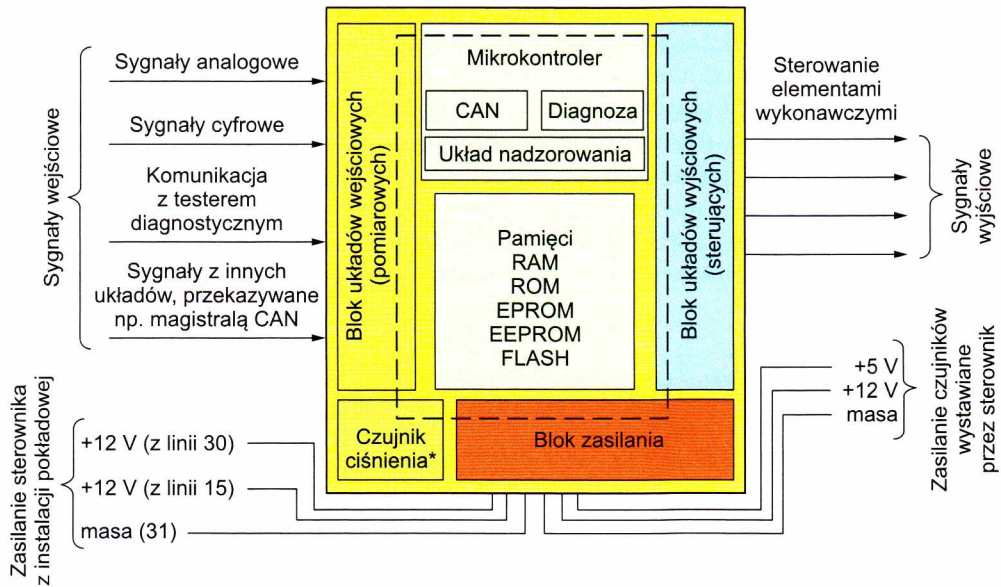 Sygnały wejściowe
Sygnały analogowe
Sygnały cyfrowe
Komunikacja
z testerem
diagnostycznym
Sygnały z innych
układów, przekazywane
np. magistralą CAN
Blok układów wejściowych
(pomiarowych)
Mikrokontroler
CAN
Diagnoza
Układ nadzorowania
Pamięci
RAM
ROM
EPROM
EEPROM
FLASH
Blok układów wyjściowych
(sterujących)
Sterowanie
elementami
wykonawczymi
Sygnały
wyjściowe
Czujnik
ciśnienia*
Blok zasilania
Zasilanie sterownika
z instalacji pokładowej
+12 V (z linii 30)
+12 V (z linii 15)
masa (31)
+5 V
+12 V
masa
Zasilanie czujników
wystawiane
przez sterownik